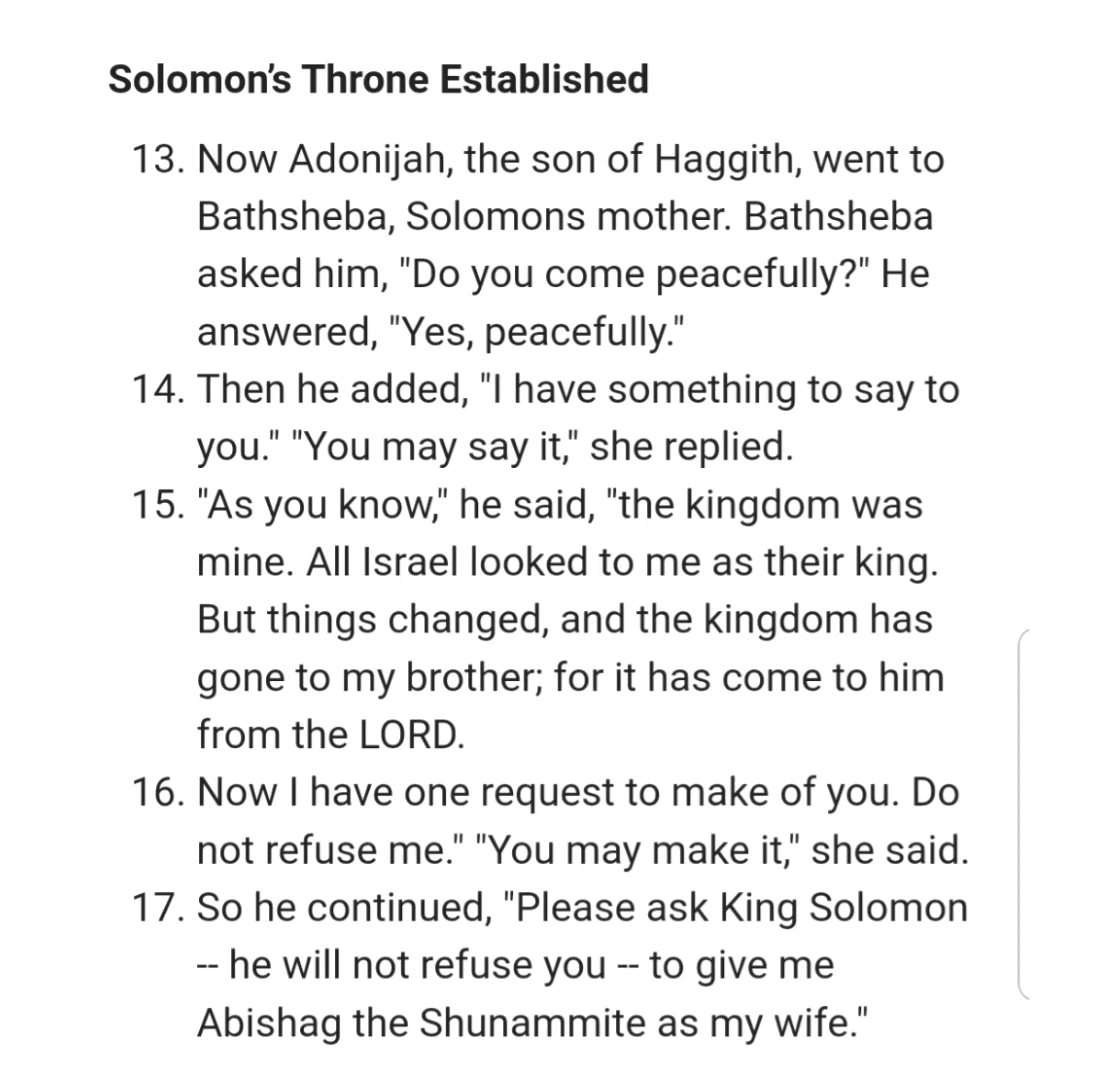 Solomon’s Throne Established
13. Now Adonijah, the son of Haggith, went to
Bathsheba, Solomons mother. Bathsheba
asked him, "Do you come peacefully?" He
answered, "Yes, peacefully."
14. Then he added, "I have something to say to
you." "You may say it," she replied.
15. "As you know," he said, "the kingdom was
mine. All Israel looked to me as their king.
But things changed, and the kingdom has
gone to my brother; for it has come to him
from the LORD.
16. Now I have one request to make of you. Do
not refuse me." "You may make it," she said.
17. So he continued, "Please ask King Solomon
-- he will not refuse you -- to give me
Abishag the Shunammite as my wife."